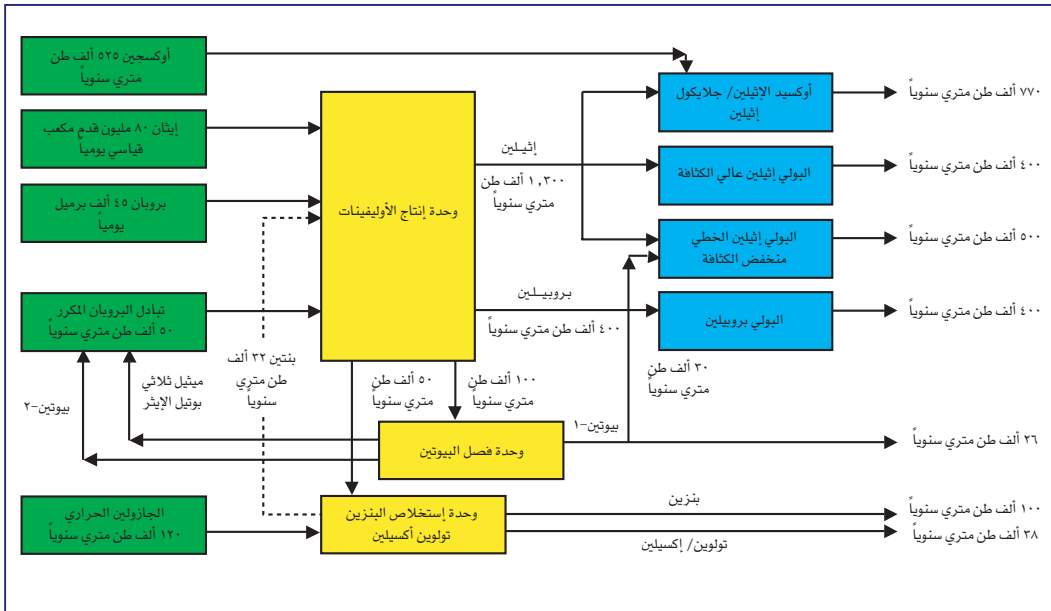 أوكسجين ٥٢٥ ألف طن
متري سنوياً
إيثان ٨٠ مليون قدم مكعب
قياسي يومياً
بروبان ٤٥ ألف برميل
يومياً
تبادل البروبان المكرر
٥٠ ألف طن متري سنوياً
الجازولين الحراري
١٢٠ ألف طن متري سنوياً
بيوتين-٢
ميثيل ثلاثي
بوتيل الإيثر
بنتين ٣٢ ألف
طن متري
سنوياً
وحدة إنتاج الأوليفينات
٥٠ ألف طن
متري سنوياً
١٠٠ ألف طن
متري سنوياً
وحدة فصل البيوتين
وحدة إستخلاص البنزين
تولوين أكسيلين
إثيـلين
١,٣٠٠ ألف طن
متري سنوياً
بروبيـلين
٤٠٠ ألف طن متري سنوياً
بيوتين-١
٣٠ ألف طن
متري سنوياً
بنزين
تولوين/ إكسيلين
أوكسيد الإثيلين/ جلايكول
إثيلين
البولي إثيلين عالي الكثافة
البولي إثيلين الخطي
منخفض الكثافة
البولي بروبيلين
٧٧٠ ألف طن متري سنوياً
٤٠٠ ألف طن متري سنوياً
٥٠٠ ألف طن متري سنوياً
٤٠٠ ألف طن متري سنوياً
٢٦ ألف طن متري سنوياً
١٠٠ ألف طن متري سنوياً
٣٨ ألف طن متري سنوياً